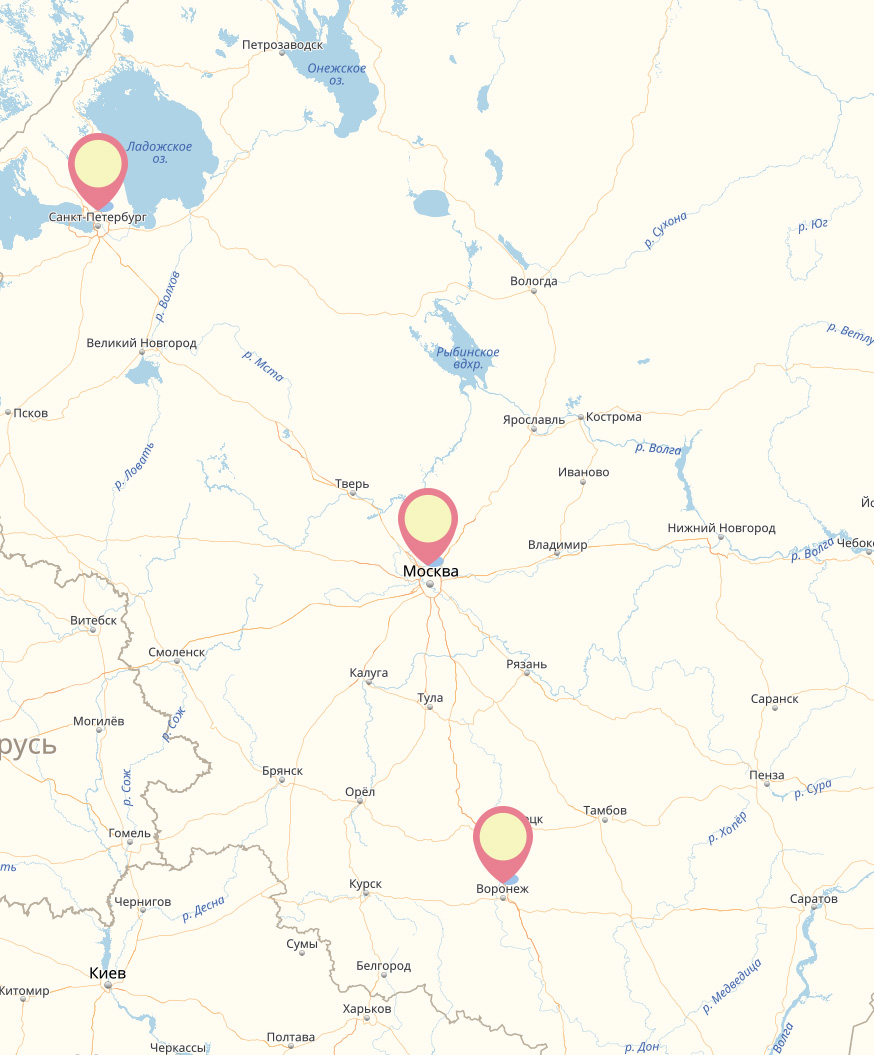 Петрозаводск
Онежское
оз.
Ладожское
оз.
Санкт-Петербург
р. Сухона
р. Юг
Вологда
р. Волхов
р. Ветлу
Великий Новгород
р. Мста
Рыбинское
вдхр.
Псков
Ярославль
Кострома
р. Волга
р. Ловать
Иваново
Тверь
Йо
Нижний Новгород
Владимир
р. Волга
Чебокс
Москва
Витебск
Смоленск
Рязань
Калуга
Тула
Саранск
Могилёв
р. Сож
русь
Брянск
Пенза
р. Сож
Орёл
р. Сура
Тамбов
ецк
р. Хопёр
Гомель
ть
Курск
Воронеж
Чернигов
р. Десна
Саратов
Сумы
Белгород
Киев
р. Медведица
Житомир
Харьков
Полтава
Черкассы
р. Дон
Волга